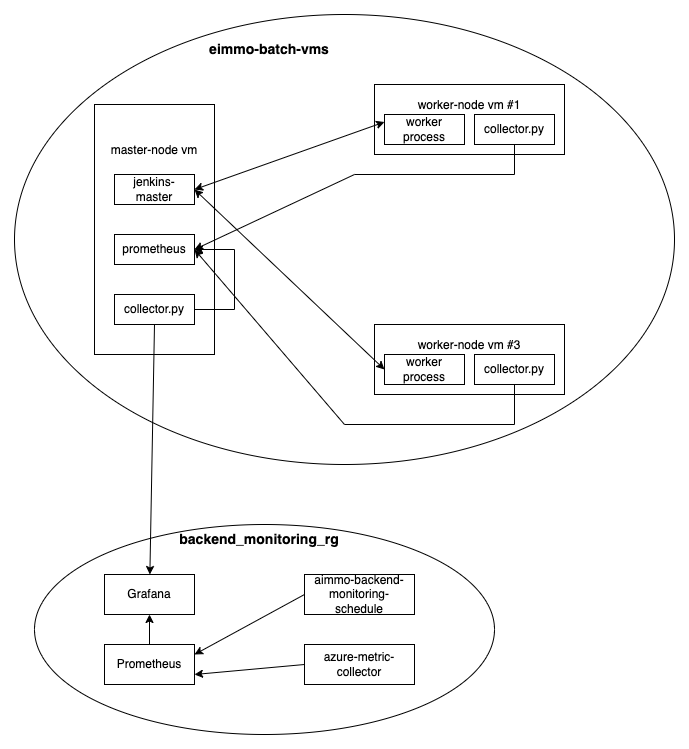 eimmo-batch-vms
worker-node vm #1
worker
process
collector.py
master-node vm
jenkins-
master
prometheus
collector.py
worker-node vm #3
worker
process
collector.py
backend_monitoring_rg
Grafana
aimmo-backend-
monitoring-
schedule
Prometheus
azure-metric-
collector